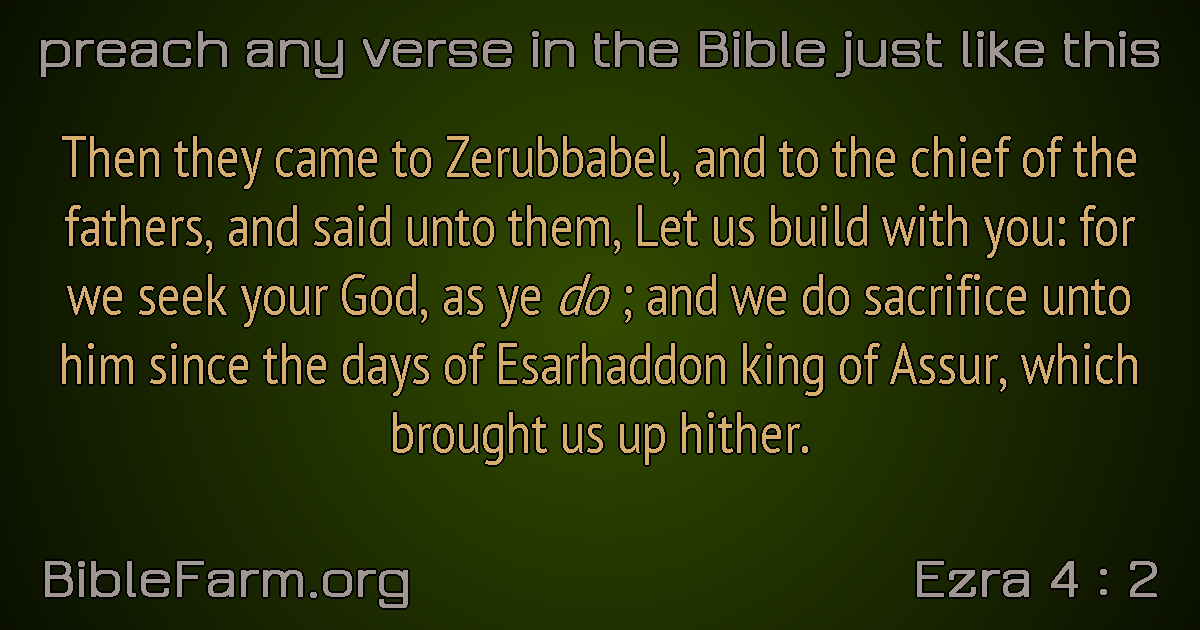 preach any verse in the Bible just like this
Then they came to Zerubbabel, and to the chief of the
fathers, and said unto them, Let us build with you: for
we seek your God, as ye do ; and we do sacrifice unto
him since the days of Esarhaddon king of Assur, which
brought us up hither.
BibleFarm.org
Ezra 4 : 2